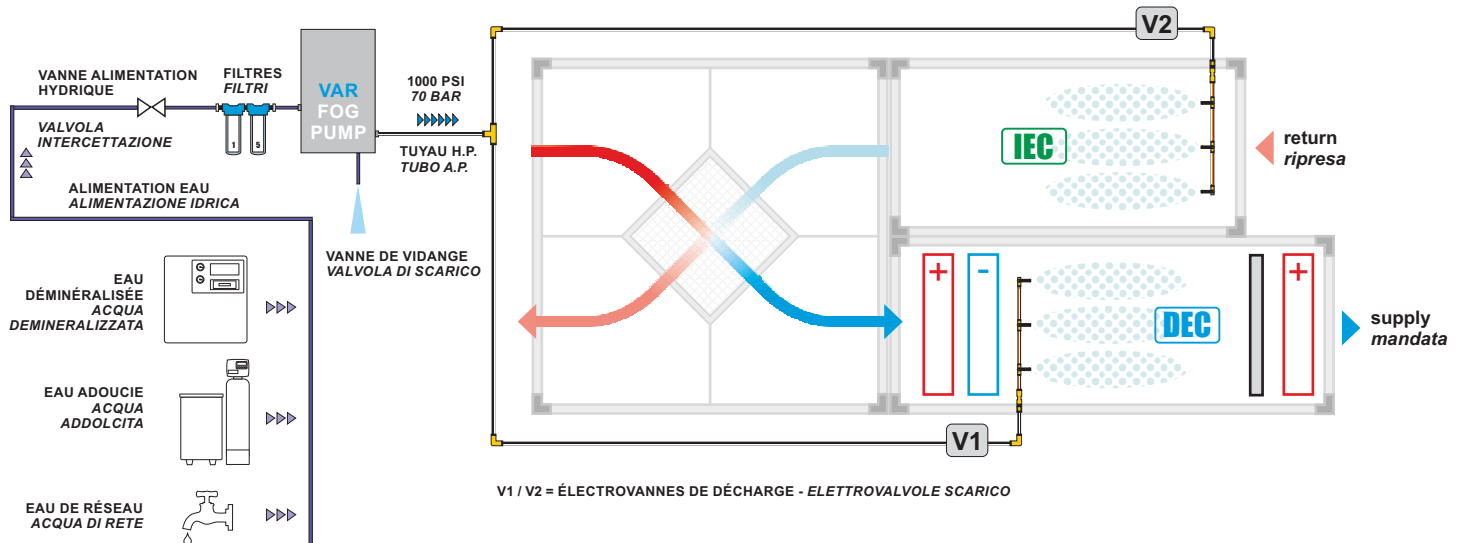 V2
VANNE ALIMENTATION
HYDRIQUE
FILTRES
FILTRI
VAR
FOG
PUMP
1000 PSI
70 BAR
VALVOLA
INTERCETTAZIONE
1
5
TUYAU H.P.
TUBO A.P.
IEC
return
ripresa
ALIMENTATION EAU
ALIMENTAZIONE IDRICA
VANNE DE VIDANGE
VALVOLA DI SCARICO
EAU
DÉMINÉRALISÉE
ACQUA
DEMINERALIZZATA
+
-
+
DEC
supply
mandata
EAU ADOUCIE
ACQUA
ADDOLCITA
V1
V1 / V2 = ÉLECTROVANNES DE DÉCHARGE - ELETTROVALVOLE SCARICO
EAU DE RÉSEAU
ACQUA DI RETE